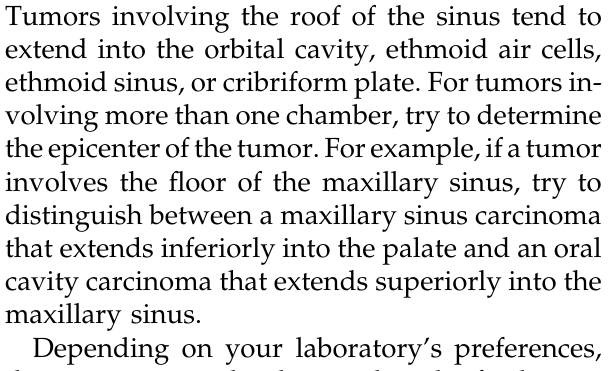 Tumors involving the roof of the sinus tend to
extend into the orbital cavity, ethmoid air cells,
ethmoid sinus, or cribriform plate. For tumors in-
volving more than one chamber, try to determine
the epicenter of the tumor. For example, if a tumor
involves the floor of the maxillary sinus, try to
distinguish between a maxillary sinus carcinoma
that extends inferiorly into the palate and an oral
cavity carcinoma that extends superiorly into the
maxillary sinus.
Depending on your laboratory's preferences,